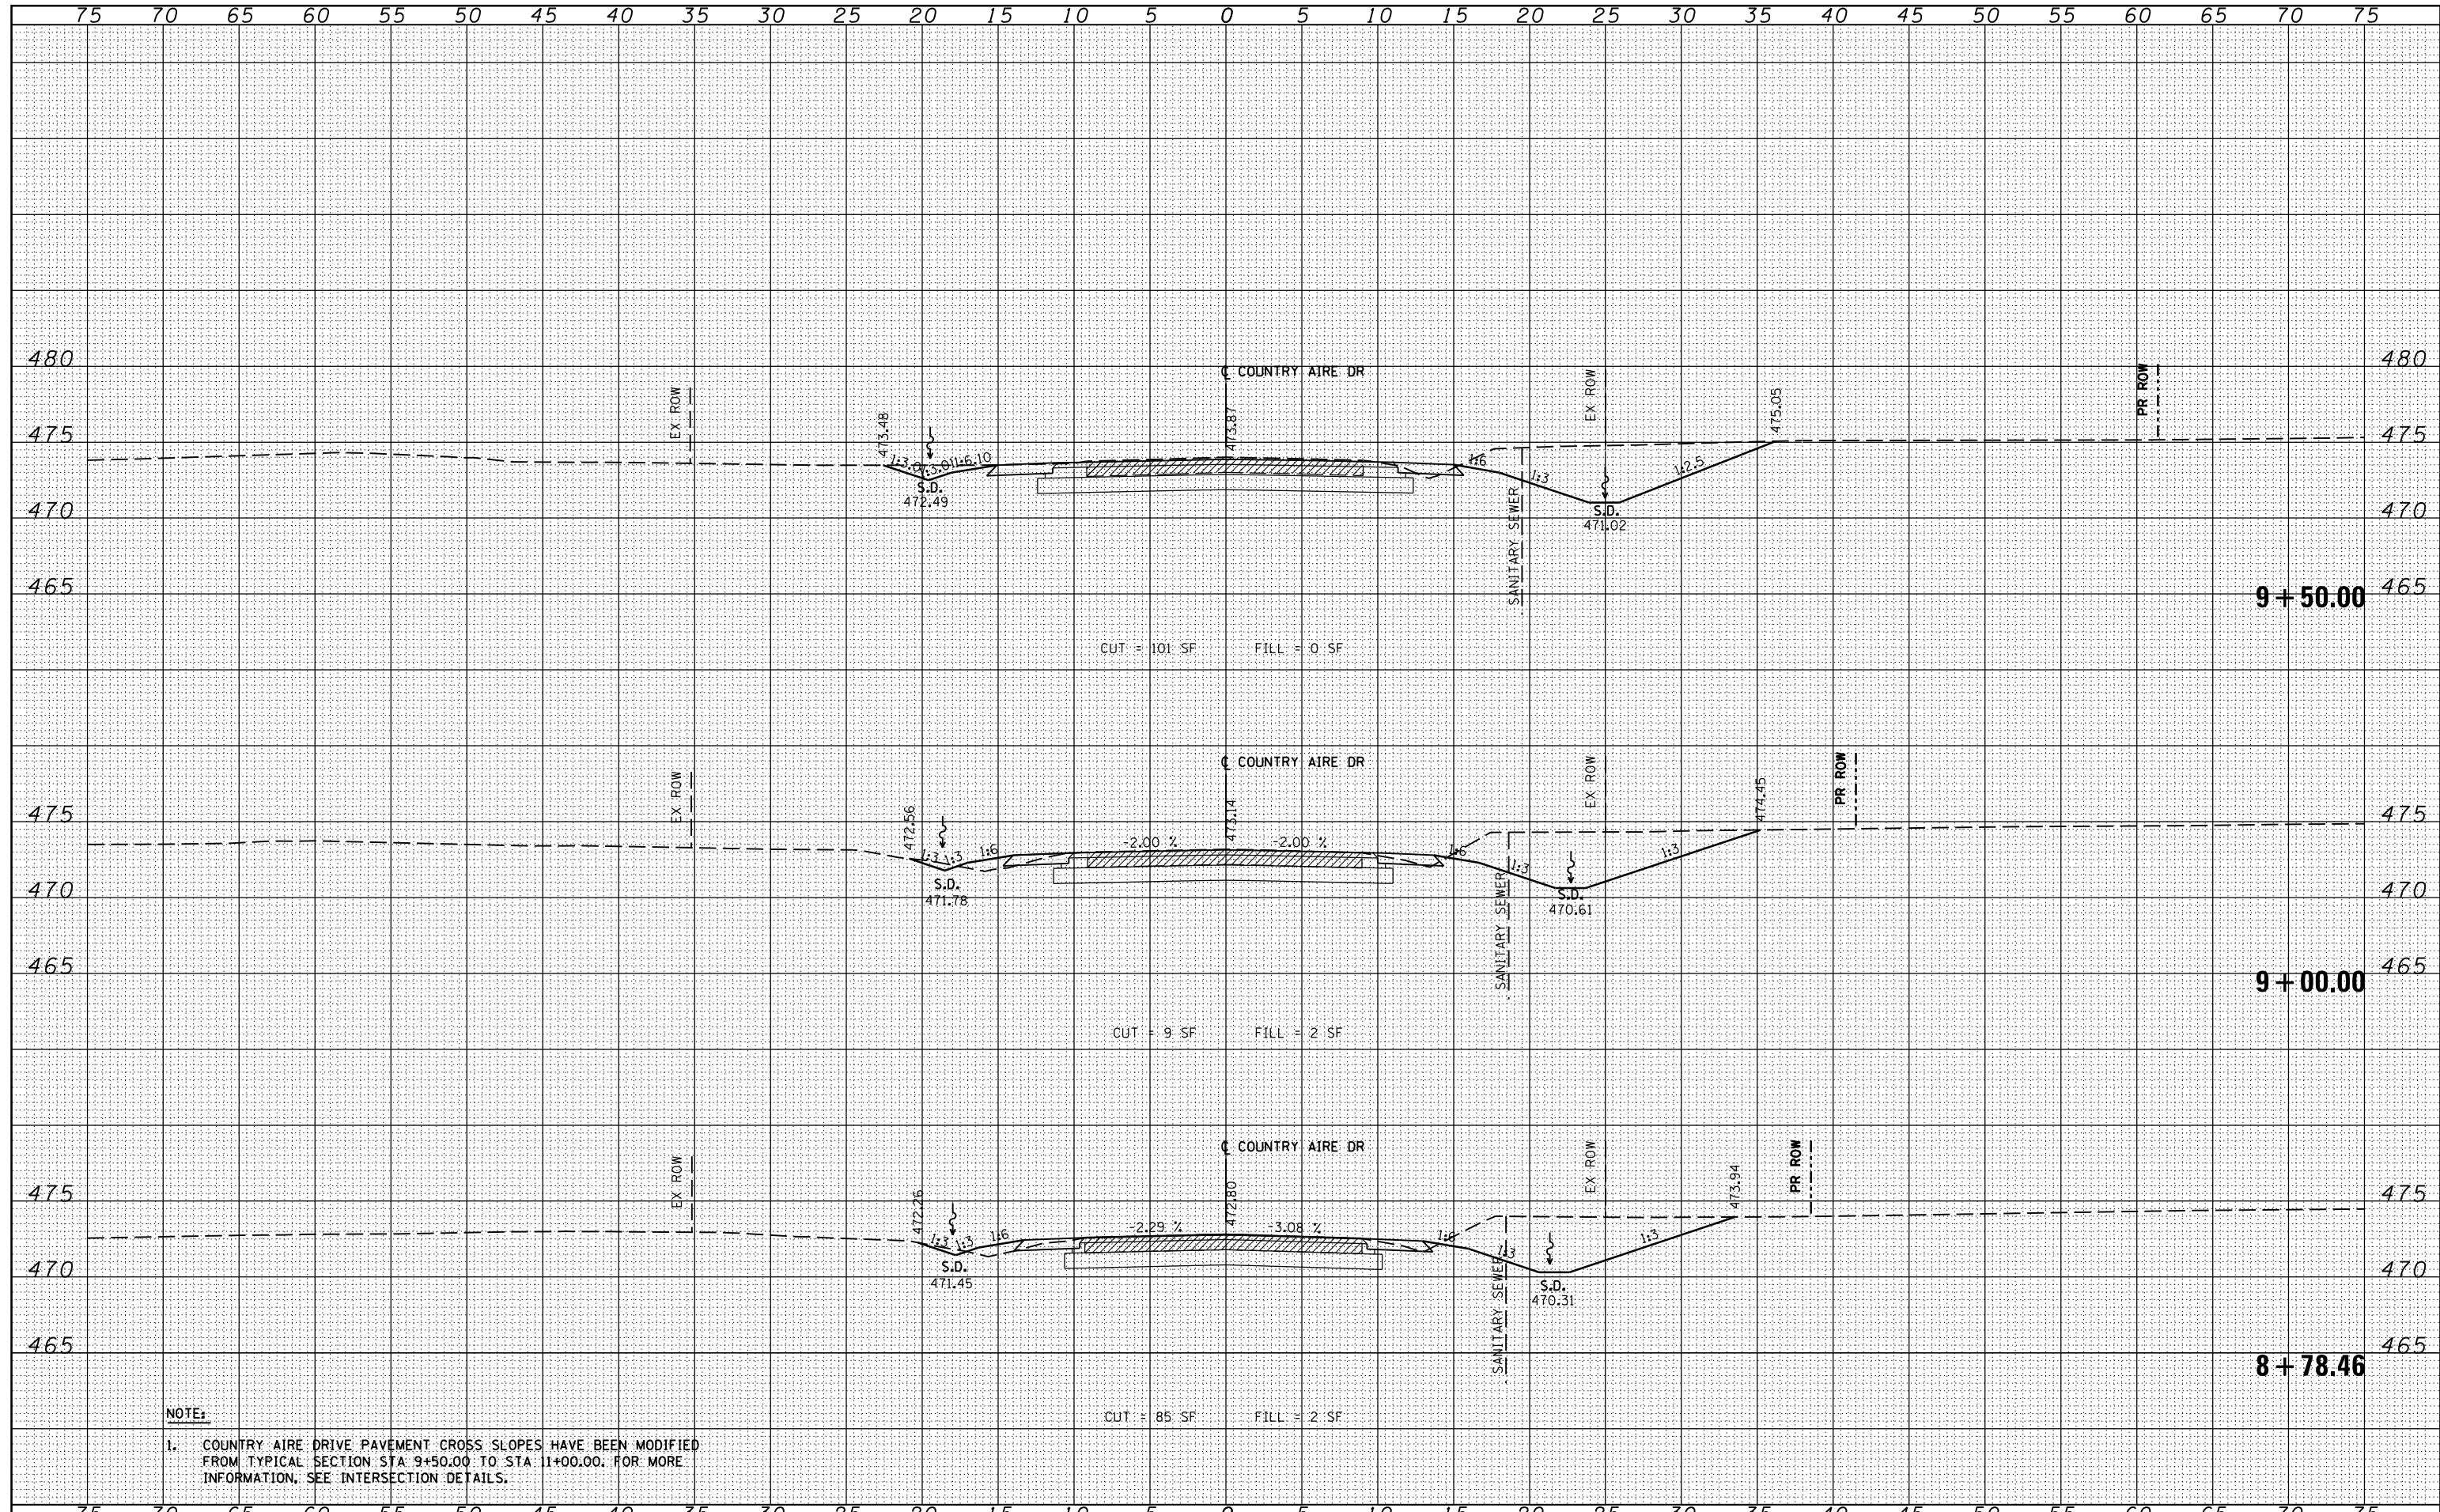 75 70 65 60 55 50 45 40 35 30 25 20 15 10 5 0 5 10 15 20 25 30 35 40 45 50 55 60 65 70 75
480 480
℄ COUNTRY AIRE DR
EX ROW
EX ROW
PR ROW
473.48
473.87
475.05
475 475
1:3.0 1:3.01 1:6.10
1:6
1:3
1:2.5
S.D.
472.49
S.D.
471.02
470 470
SANITARY SEWER
465 465
9+50.00
CUT = 101 SF FILL = 0 SF
℄ COUNTRY AIRE DR
EX ROW
EX ROW
PR ROW
472.56
473.14
474.45
475 475
1:3 1:3 1:6
-2.00 % -2.00 %
1:6
1:3
1:3
S.D.
471.78
S.D.
470.61
470 470
SANITARY SEWER
465 465
9+00.00
CUT = 9 SF FILL = 2 SF
℄ COUNTRY AIRE DR
EX ROW
EX ROW
PR ROW
472.26
472.80
473.94
475 475
1:3 1:3 1:6
-2.29 % -3.08 %
1:6
1:3
1:3
S.D.
471.45
S.D.
470.31
470 470
SANITARY SEWER
465 465
8+78.46
CUT = 85 SF FILL = 2 SF
NOTE:
1. COUNTRY AIRE DRIVE PAVEMENT CROSS SLOPES HAVE BEEN MODIFIED
FROM TYPICAL SECTION STA 9+50.00 TO STA 11+00.00. FOR MORE
INFORMATION, SEE INTERSECTION DETAILS.
75 70 65 60 55 50 45 40 35 30 25 20 15 10 5 0 5 10 15 20 25 30 35 40 45 50 55 60 65 70 75